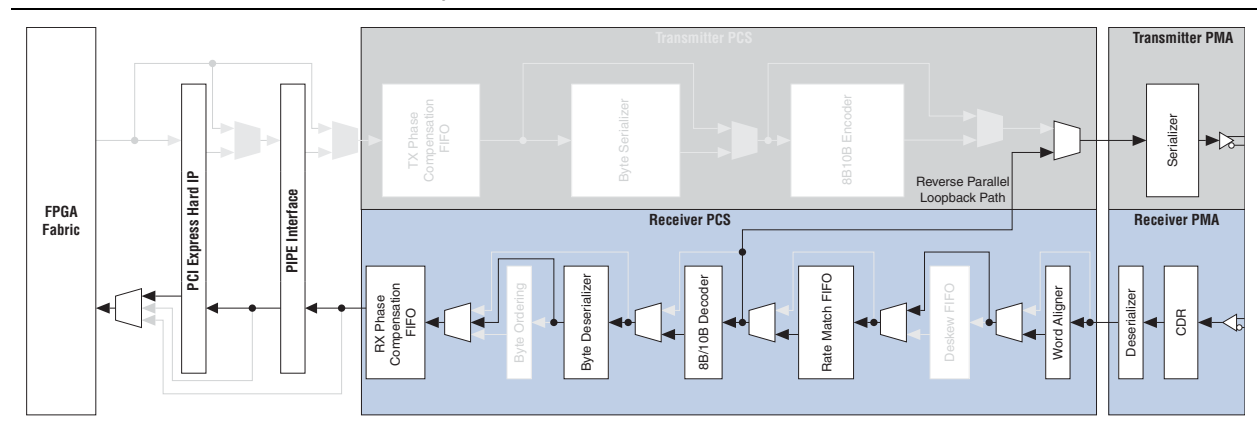 Transmitter PCS
Transmitter PMA
FPGA
Fabric
PCI Express Hard IP
PIPE Interface
TX Phase
Compensation
FIFO
Byte Serializer
8B10B Encoder
Serializer
Reverse Parallel
Loopback Path
Receiver PCS
Receiver PMA
RX Phase
Compensation
FIFO
Byte Ordering
Byte Deserializer
8B/10B Decoder
Rate Match FIFO
Deskew FIFO
Word Aligner
Deserializer
CDR